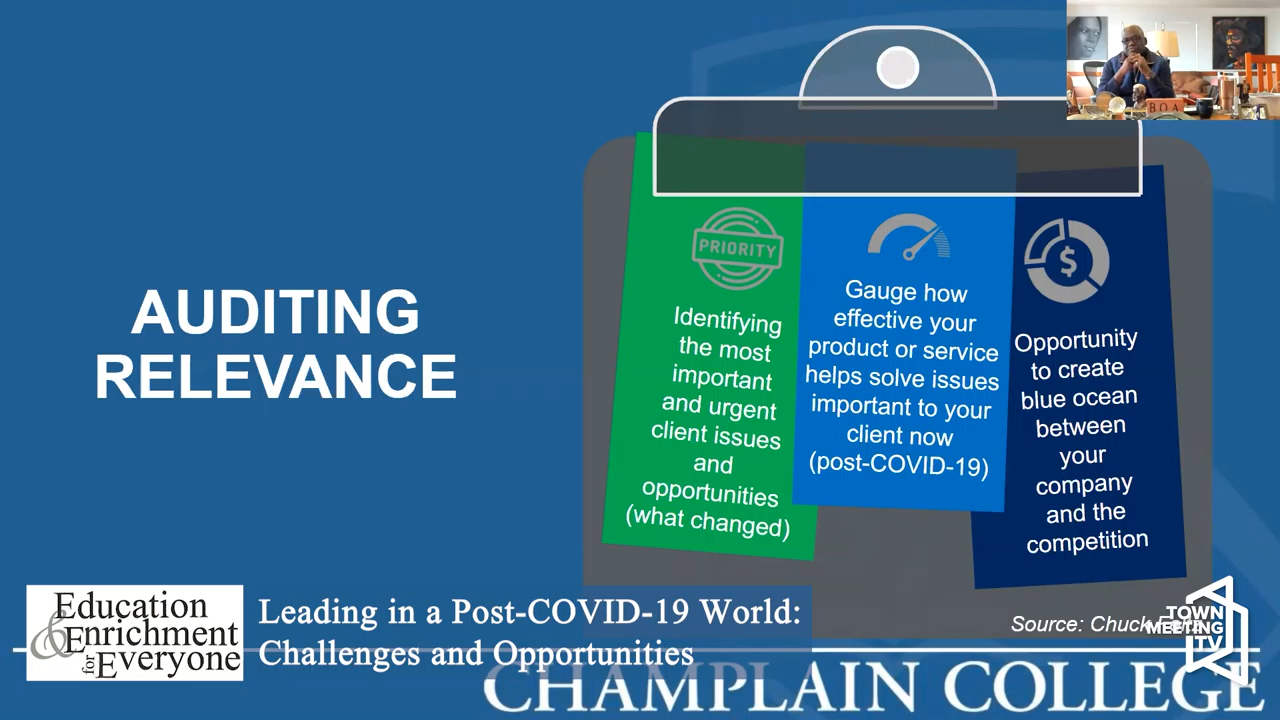 AUDITING
RELEVANCE
PRIORITY
Identifying
the most
important
and urgent
client issues
and
opportunities
(what changed)
Gauge how
effective your
product or service
helps solve issues
important to your
client now
(post-COVID-19)
$
Opportunity
to create
blue ocean
between
your
company
and the
competition
BOA
Source: Chuck
TOWN
MEETING
TV
Education
& Enrichment
for Everyone
Leading in a Post-COVID-19 World:
Challenges and Opportunities
CHAMPLAIN COLLEGE